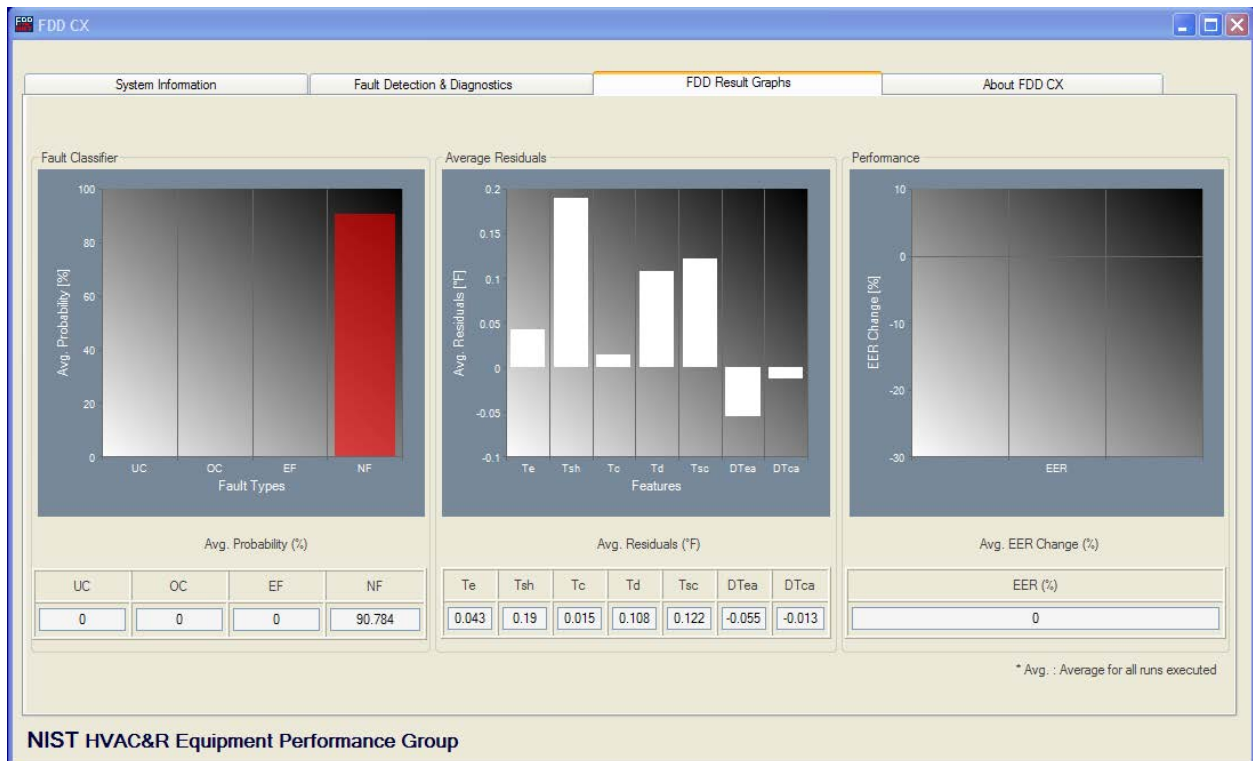 FDD CX
System Information
Fault Detection & Diagnostics
FDD Result Graphs
About FDD CX
Fault Classifier
100
80
60
40
20
0
Avg. Probability [%]
UC OC EF NF
Fault Types
Avg. Probability (%)
UC OC EF NF
0 0 0 90.784
Average Residuals
0.2
0.15
0.1
0.05
0
-0.05
-0.1
Avg. Residuals [°F]
Te Tsh Tc Td Tsc DTea DTca
Features
Avg. Residuals (°F)
Te Tsh Tc Td Tsc DTea DTca
0.043 0.19 0.015 0.108 0.122 -0.055 -0.013
Performance
10
0
-10
-20
-30
EER Change [%]
EER
Avg. EER Change (%)
EER (%)
0
* Avg. : Average for all runs executed
NIST HVAC&R Equipment Performance Group